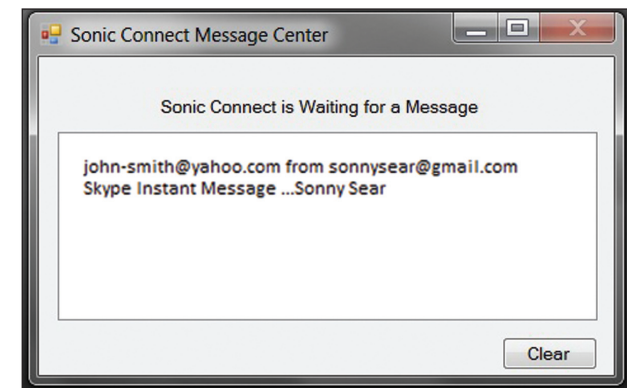 Sonic Connect Message Center
Sonic Connect is Waiting for a Message
john-smith@yahoo.com from sonnysear@gmail.com
Skype Instant Message ...Sonny Sear
Clear